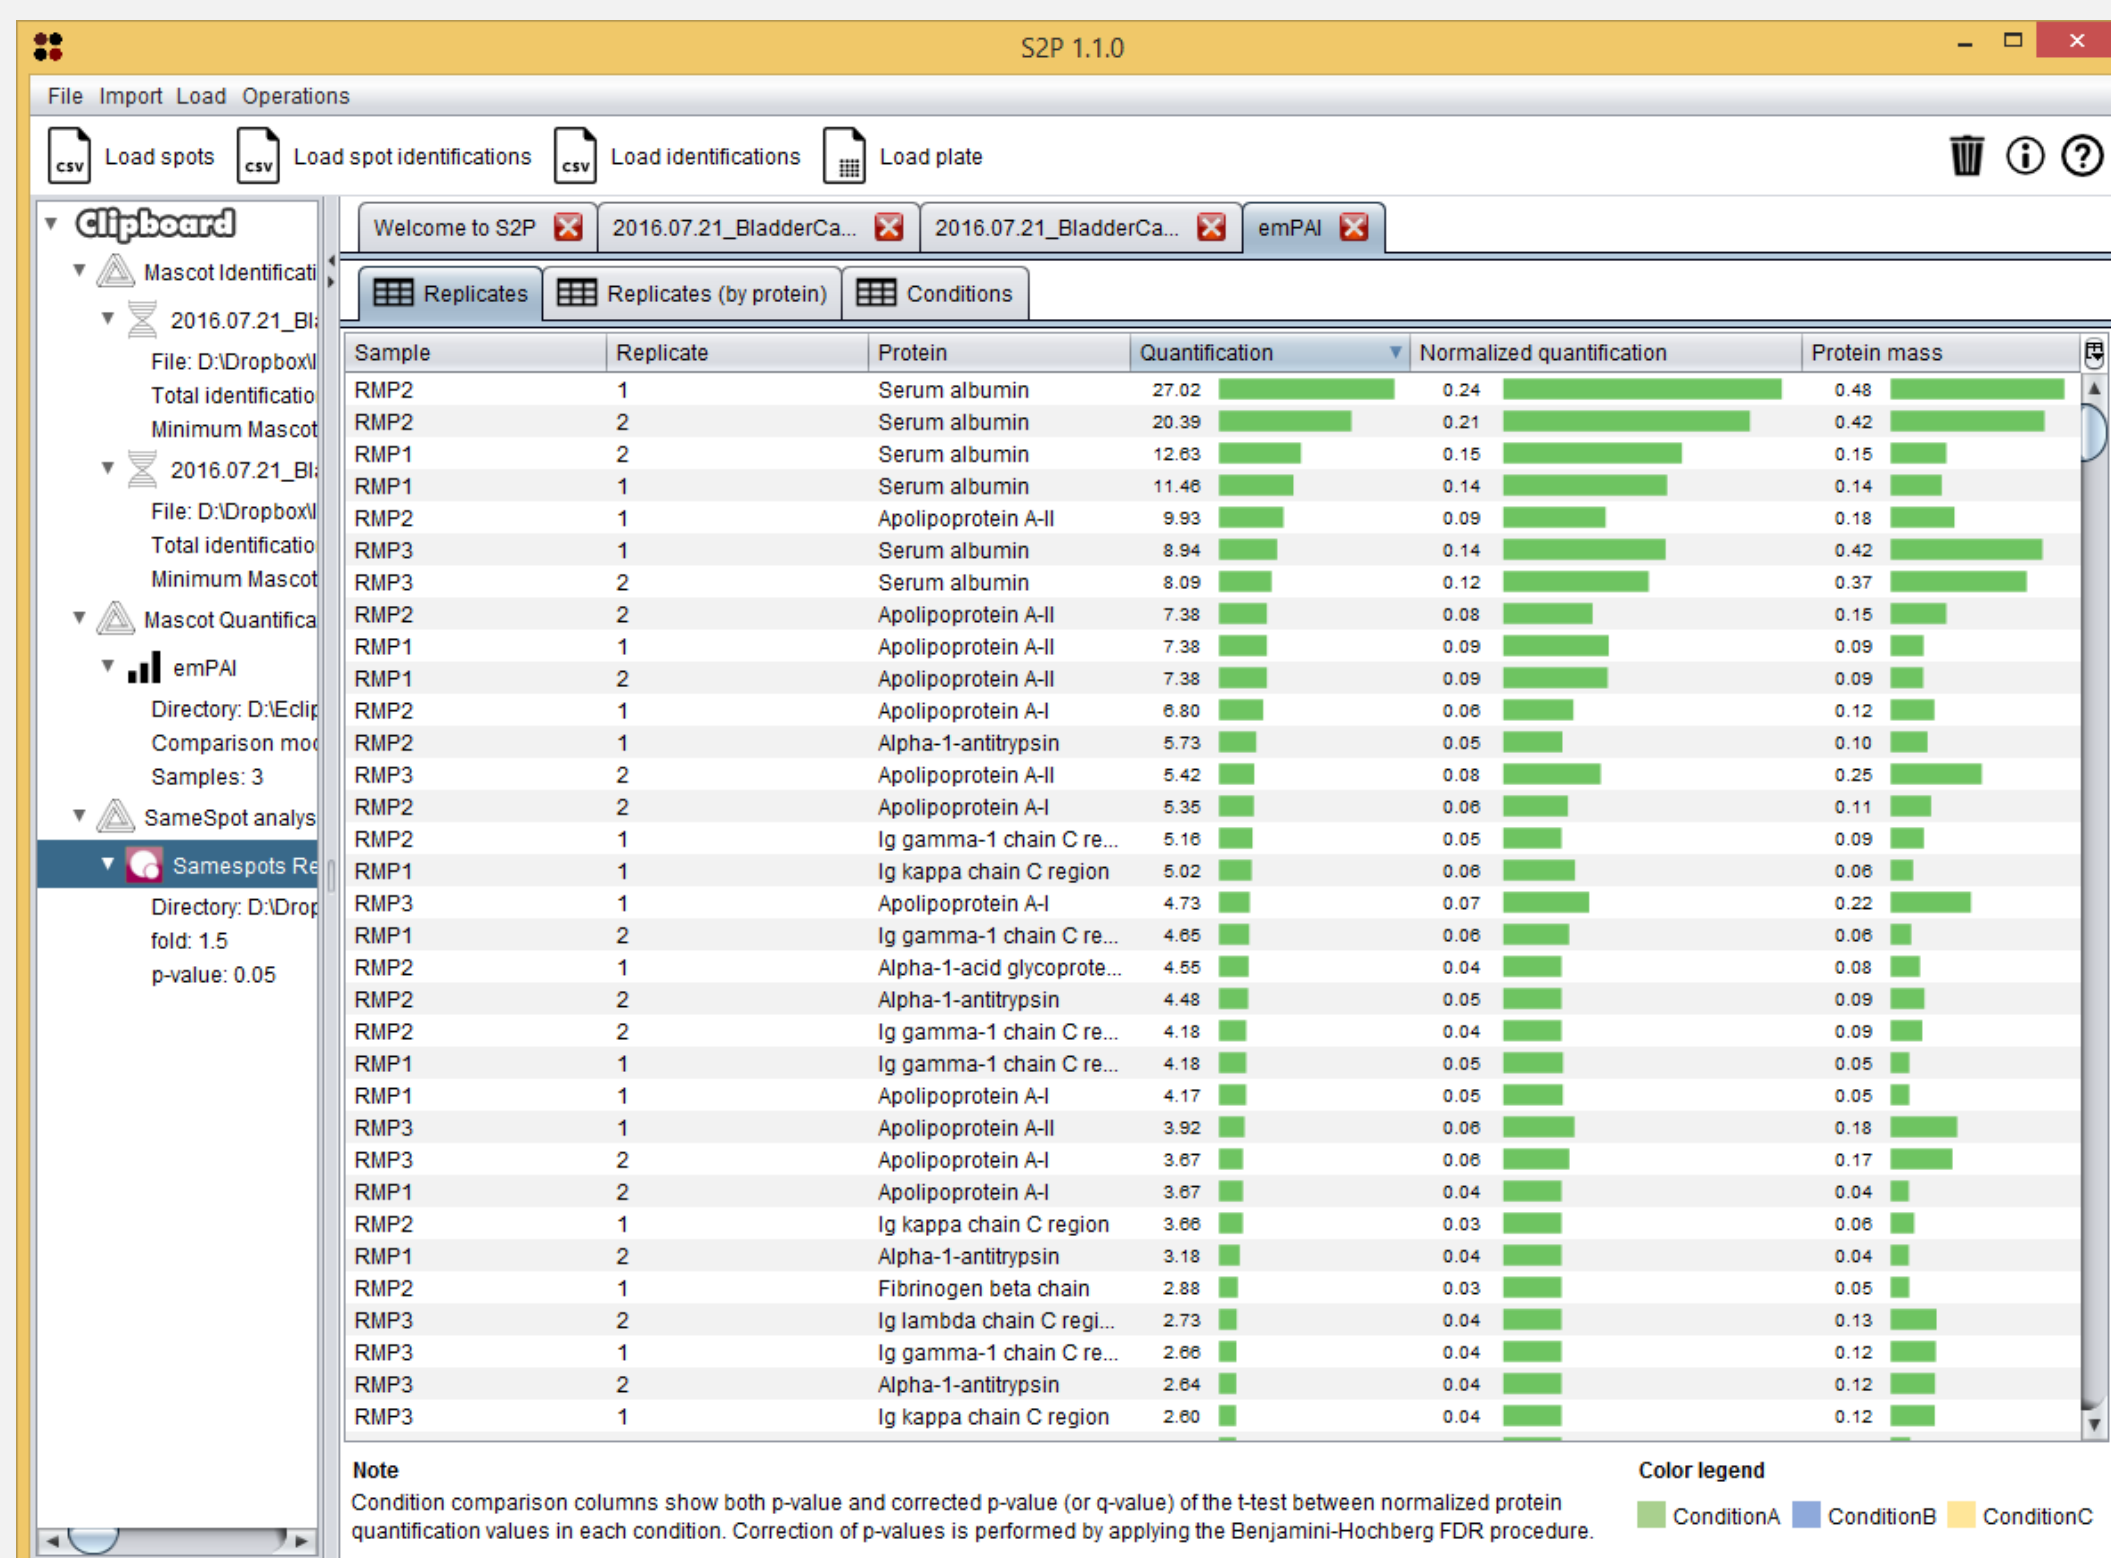 S2P 1.1.0
File Import Load Operations
CSV Load spots CSV Load spot identifications CSV Load identifications Load plate
Clipboard
Mascot Identificati
2016.07.21_Bl
File: D:\Dropbox\I
Total identificatio
Minimum Mascot
2016.07.21_Bl
File: D:\Dropbox\I
Total identificatio
Minimum Mascot
Mascot Quantifica
emPAI
Directory: D:\Eclip
Comparison mod
Samples: 3
SameSpot analys
Samespots Re
Directory: D:\Drop
fold: 1.5
p-value: 0.05
Welcome to S2P 2016.07.21_BladderCa... 2016.07.21_BladderCa... emPAI
Replicates Replicates (by protein) Conditions
Sample Replicate Protein Quantification Normalized quantification Protein mass
RMP2 1 Serum albumin 27.02 0.24 0.48
RMP2 2 Serum albumin 20.39 0.21 0.42
RMP1 2 Serum albumin 12.63 0.15 0.15
RMP1 1 Serum albumin 11.46 0.14 0.14
RMP2 1 Apolipoprotein A-II 9.93 0.09 0.18
RMP3 1 Serum albumin 8.94 0.14 0.42
RMP3 2 Serum albumin 8.09 0.12 0.37
RMP2 2 Apolipoprotein A-II 7.38 0.08 0.15
RMP1 1 Apolipoprotein A-II 7.38 0.09 0.09
RMP1 2 Apolipoprotein A-II 7.38 0.09 0.09
RMP2 1 Apolipoprotein A-I 6.80 0.06 0.12
RMP2 1 Alpha-1-antitrypsin 5.73 0.05 0.10
RMP3 2 Apolipoprotein A-II 5.42 0.08 0.25
RMP2 2 Apolipoprotein A-I 5.35 0.06 0.11
RMP2 1 Ig gamma-1 chain C re... 5.16 0.05 0.09
RMP1 1 Ig kappa chain C region 5.02 0.06 0.06
RMP3 1 Apolipoprotein A-I 4.73 0.07 0.22
RMP1 2 Ig gamma-1 chain C re... 4.65 0.06 0.06
RMP2 1 Alpha-1-acid glycoprote... 4.55 0.04 0.08
RMP2 2 Alpha-1-antitrypsin 4.48 0.05 0.09
RMP2 2 Ig gamma-1 chain C re... 4.18 0.04 0.09
RMP1 1 Ig gamma-1 chain C re... 4.18 0.05 0.05
RMP1 1 Apolipoprotein A-I 4.17 0.05 0.05
RMP3 1 Apolipoprotein A-II 3.92 0.06 0.18
RMP3 2 Apolipoprotein A-I 3.67 0.06 0.17
RMP1 2 Apolipoprotein A-I 3.67 0.04 0.04
RMP2 1 Ig kappa chain C region 3.66 0.03 0.06
RMP1 2 Alpha-1-antitrypsin 3.18 0.04 0.04
RMP2 1 Fibrinogen beta chain 2.88 0.03 0.05
RMP3 2 Ig lambda chain C regi... 2.73 0.04 0.13
RMP3 1 Ig gamma-1 chain C re... 2.66 0.04 0.12
RMP3 2 Alpha-1-antitrypsin 2.64 0.04 0.12
RMP3 1 Ig kappa chain C region 2.60 0.04 0.12
Note
Condition comparison columns show both p-value and corrected p-value (or q-value) of the t-test between normalized protein
quantification values in each condition. Correction of p-values is performed by applying the Benjamini-Hochberg FDR procedure.
Color legend
ConditionA ConditionB ConditionC